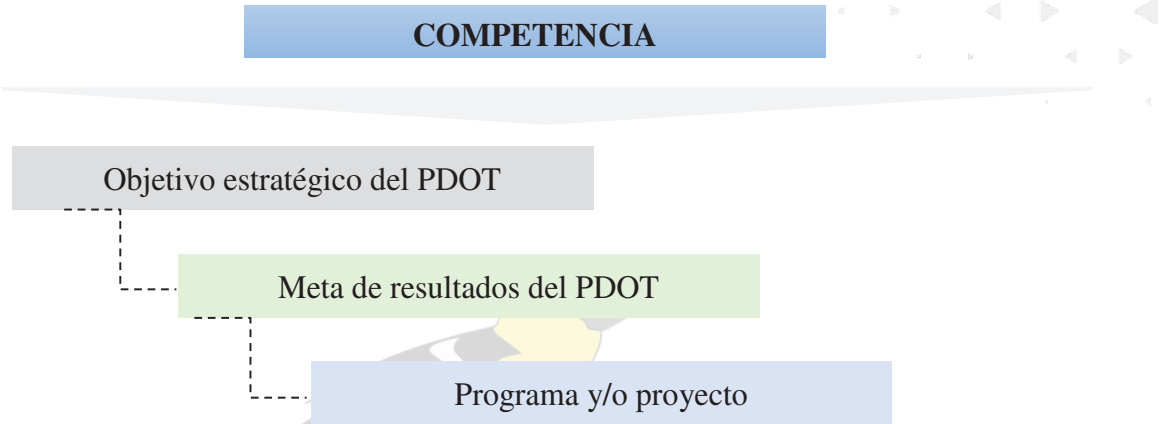 COMPETENCIA
Objetivo estratégico del PDOT
Meta de resultados del PDOT
Programa y/o proyecto